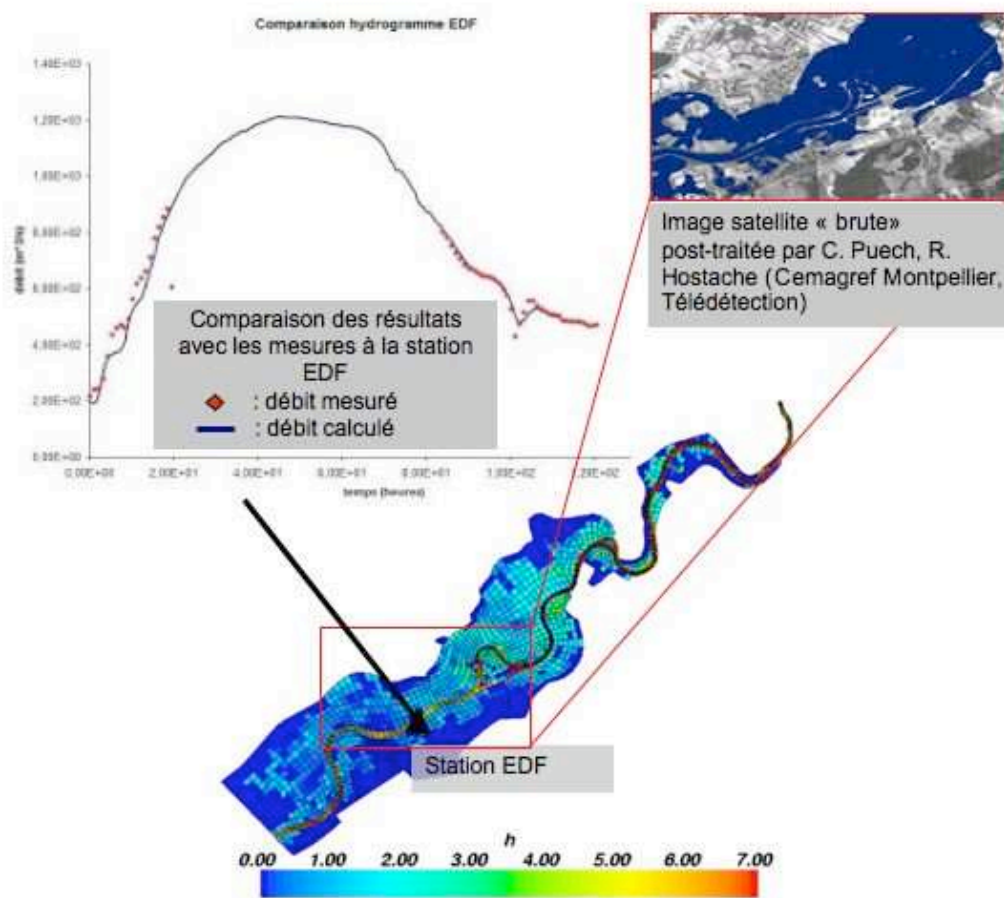 Comparaison hydrogramme EDF
1.40E+03
1.20E+03
1.00E+03
8.00E+02
6.00E+02
4.00E+02
2.00E+02
0.00E+00
0.00E+00 2.00E+01 4.00E+01 6.00E+01 8.00E+01 1.00E+02 1.20E+02
temps (heures)
Comparaison des résultats
avec les mesures à la station
EDF
: débit mesuré
: débit calculé
Image satellite « brute»
post-traitée par C. Puech, R.
Hostache (Cemagref Montpellier,
Télédétection)
Station EDF
h
0.00 1.00 2.00 3.00 4.00 5.00 6.00 7.00